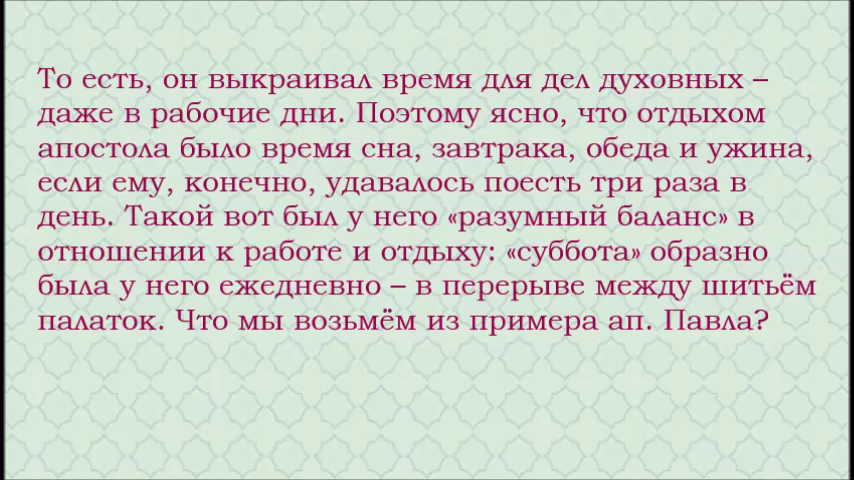 То есть, он выкраивал время для дел духовных –
даже в рабочие дни. Поэтому ясно, что отдыхом
апостола было время сна, завтрака, обеда и ужина,
если ему, конечно, удавалось поесть три раза в
день. Такой вот был у него «разумный баланс» в
отношении к работе и отдыху: «суббота» образно
была у него ежедневно – в перерыве между шитьём
палаток. Что мы возьмём из примера ап. Павла?